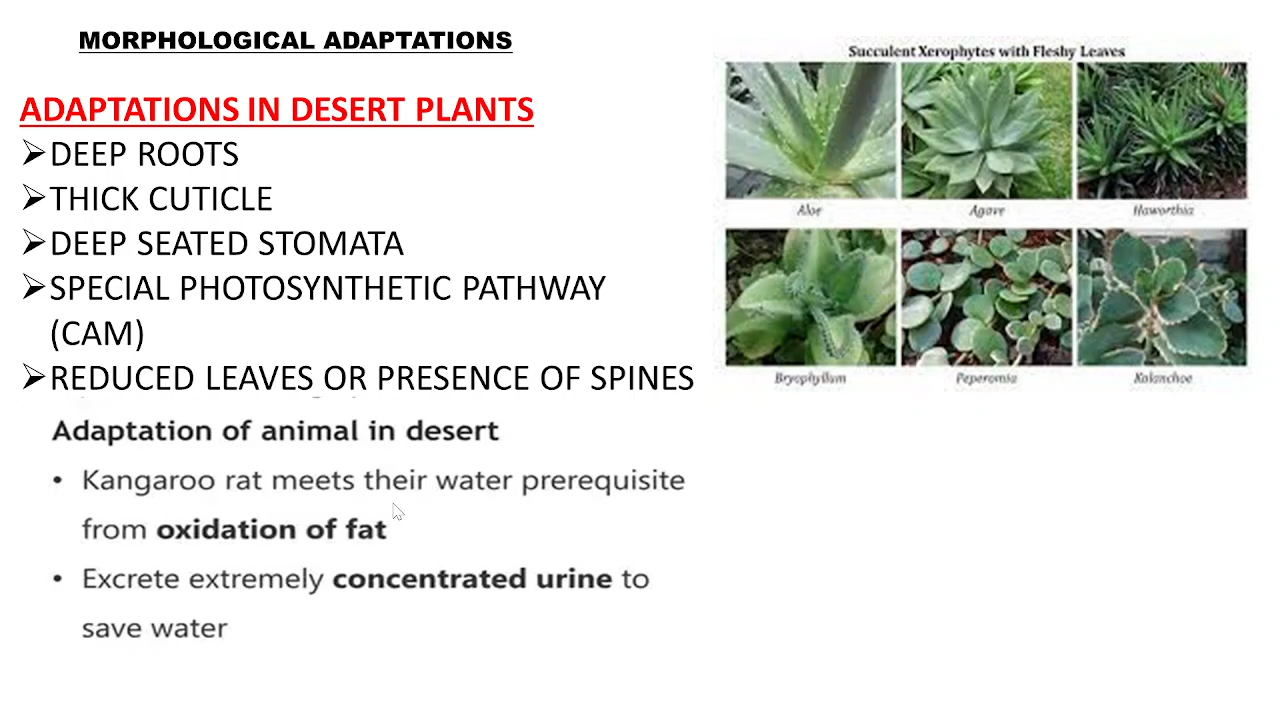 MORPHOLOGICAL ADAPTATIONS
ADAPTATIONS IN DESERT PLANTS
➢DEEP ROOTS
➢THICK CUTICLE
➢DEEP SEATED STOMATA
➢SPECIAL PHOTOSYNTHETIC PATHWAY
(CAM)
➢REDUCED LEAVES OR PRESENCE OF SPINES
Adaptation of animal in desert
• Kangaroo rat meets their water prerequisite
from oxidation of fat
• Excrete extremely concentrated urine to
save water
Succulent Xerophytes with Fleshy Leaves
Aloe
Agave
Haworthia
Bryophyllum
Peperomia
Kalanchoe